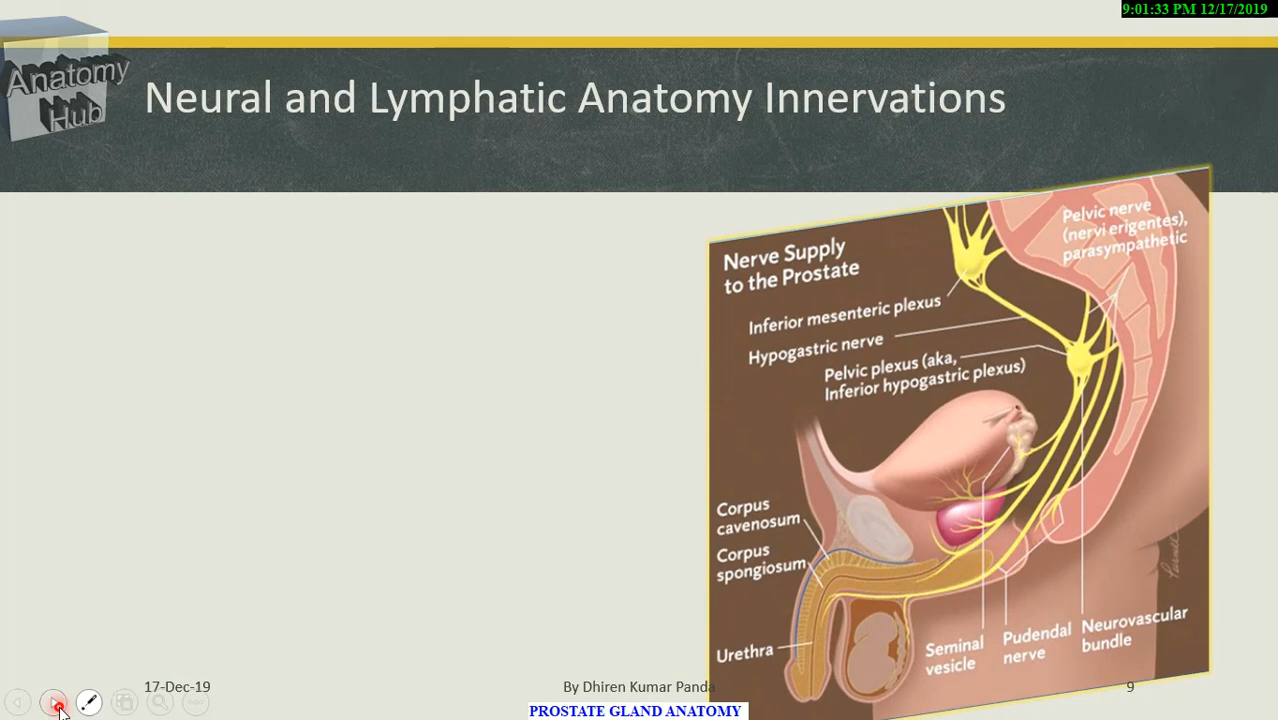 9:01:33 PM 12/17/2019
Anatomy
Hub
Neural and Lymphatic Anatomy Innervations
Nerve Supply
to the Prostate
Pelvic nerve
(nervi erigentes),
parasympathetic
Inferior mesenteric plexus
Hypogastric nerve
Pelvic plexus (aka,
Inferior hypogastric plexus)
Corpus
cavenosum
Corpus
spongiosum
Urethra
Seminal
vesicle
Pudendal
nerve
Neurovascular
bundle
17-Dec-19
By Dhiren Kumar Panda
9
PROSTATE GLAND ANATOMY